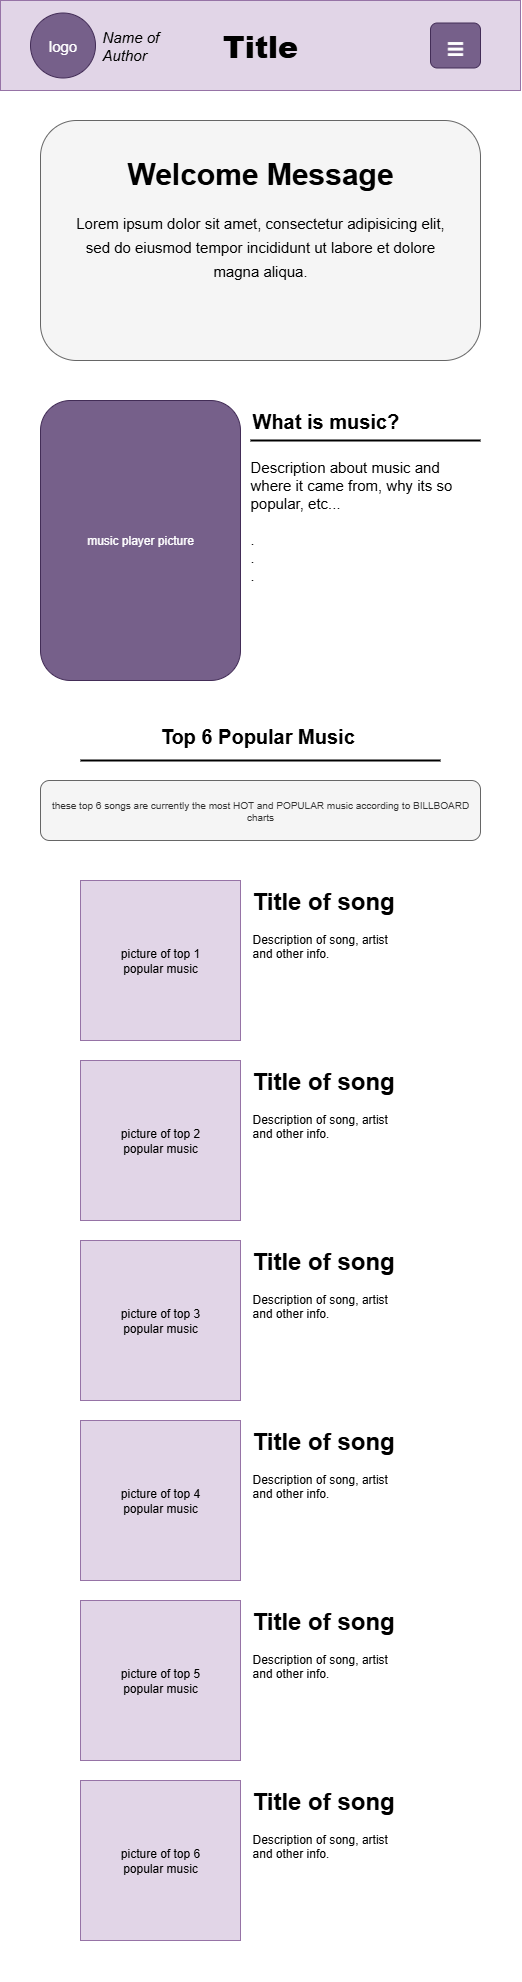 logo
Name of
Author
Title
Welcome Message
Lorem ipsum dolor sit amet, consectetur adipisicing elit,
sed do eiusmod tempor incididunt ut labore et dolore
magna aliqua.
music player picture
What is music?
Description about music and
where it came from, why its so
popular, etc...
.
.
.
Top 6 Popular Music
these top 6 songs are currently the most HOT and POPULAR music according to BILLBOARD
charts
picture of top 1
popular music
Title of song
Description of song, artist
and other info.
picture of top 2
popular music
Title of song
Description of song, artist
and other info.
picture of top 3
popular music
Title of song
Description of song, artist
and other info.
picture of top 4
popular music
Title of song
Description of song, artist
and other info.
picture of top 5
popular music
Title of song
Description of song, artist
and other info.
picture of top 6
popular music
Title of song
Description of song, artist
and other info.